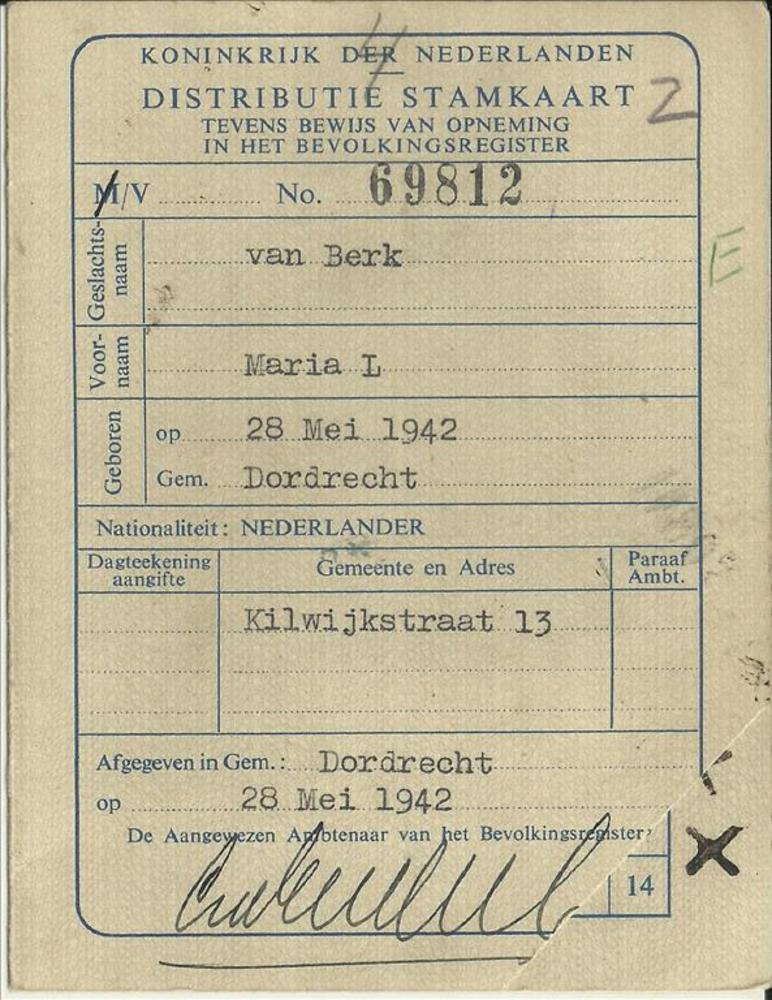 KONINKRIJK DER NEDERLANDEN
4
DISTRIBUTIE STAMKAART
2
TEVENS BEWIJS VAN OPNEMING
IN HET BEVOLKINGSREGISTER
M/V No. 69812
Geslachts-
naam
van Berk
E
Voor-
naam
Maria L
Geboren
op 28 Mei 1942
Gem. Dordrecht
Nationaliteit: NEDERLANDER
Dagteekening
aangifte
Gemeente en Adres
Paraaf
Ambt.
Kilwijkstraat 13
Afgegeven in Gem.: Dordrecht
op 28 Mei 1942
De Aangewezen Ambtenaar van het Bevolkingsregister,
X
14